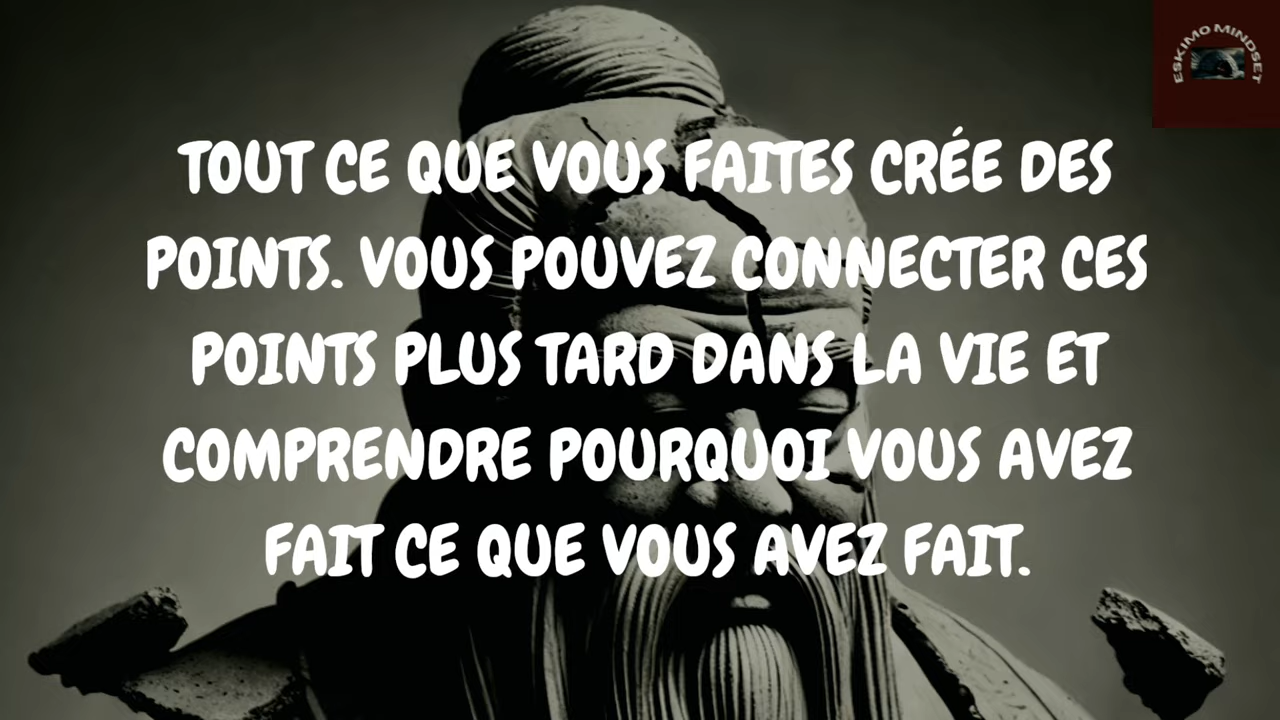 ESKIMO MINDSET
TOUT CE QUE VOUS FAITES CRÉE DES
POINTS. VOUS POUVEZ CONNECTER CES
POINTS PLUS TARD DANS LA VIE ET
COMPRENDRE POURQUOI VOUS AVEZ
FAIT CE QUE VOUS AVEZ FAIT.